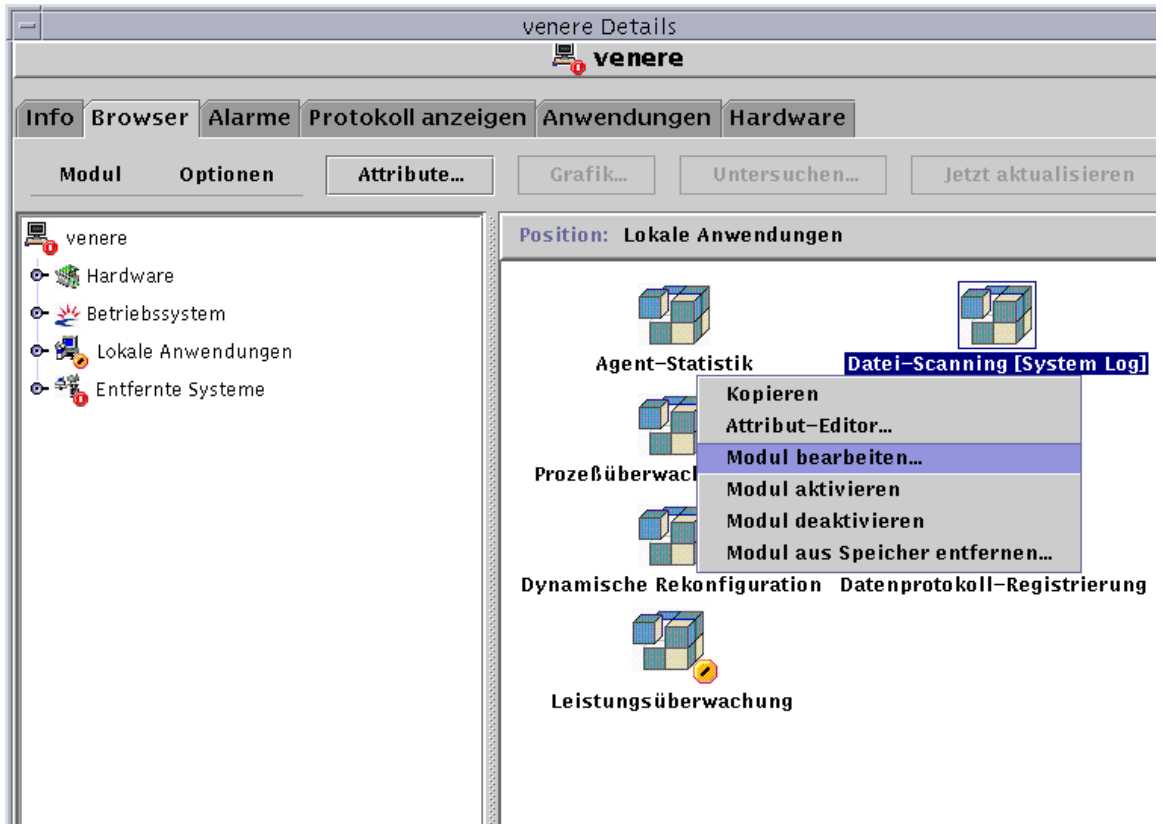 venere Details
venere
Info Browser Alarme Protokoll anzeigen Anwendungen Hardware
Modul Optionen Attribute... Grafik... Untersuchen... Jetzt aktualisieren
venere
Hardware
Betriebssystem
Lokale Anwendungen
Entfernte Systeme
Position: Lokale Anwendungen
Agent-Statistik Datei-Scanning [System Log]
Kopieren
Attribut-Editor...
Modul bearbeiten...
Modul aktivieren
Modul deaktivieren
Modul aus Speicher entfernen...
Dynamische Rekonfiguration Datenprotokoll-Registrierung
Leistungsüberwachung